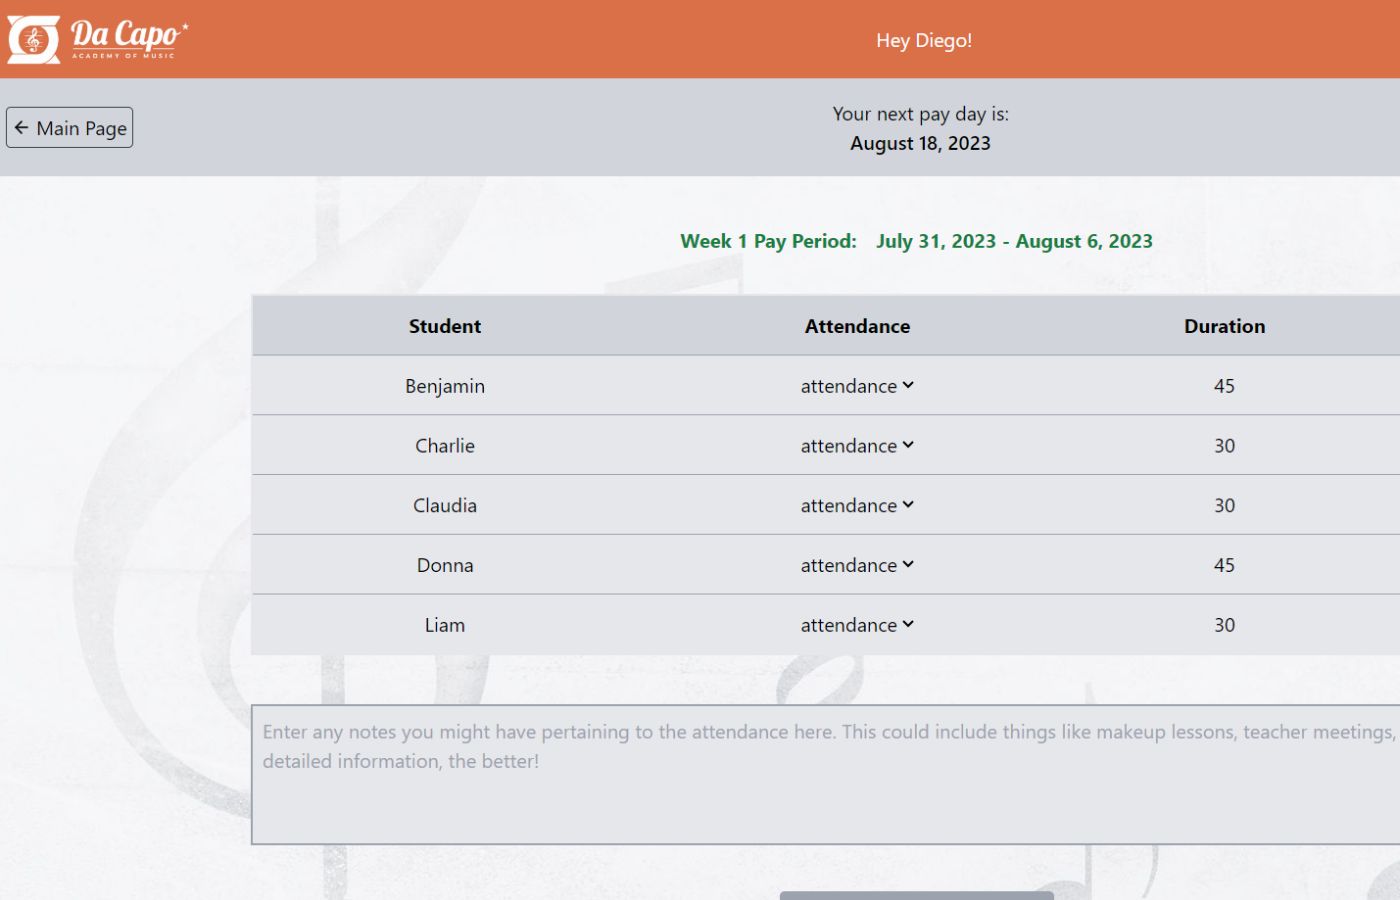 Da Capo
ACADEMY OF MUSIC
Hey Diego!
← Main Page
Your next pay day is:
August 18, 2023
Week 1 Pay Period: July 31, 2023 - August 6, 2023
Student Attendance Duration
Benjamin attendance 45
Charlie attendance 30
Claudia attendance 30
Donna attendance 45
Liam attendance 30
Enter any notes you might have pertaining to the attendance here. This could include things like makeup lessons, teacher meetings,
detailed information, the better!